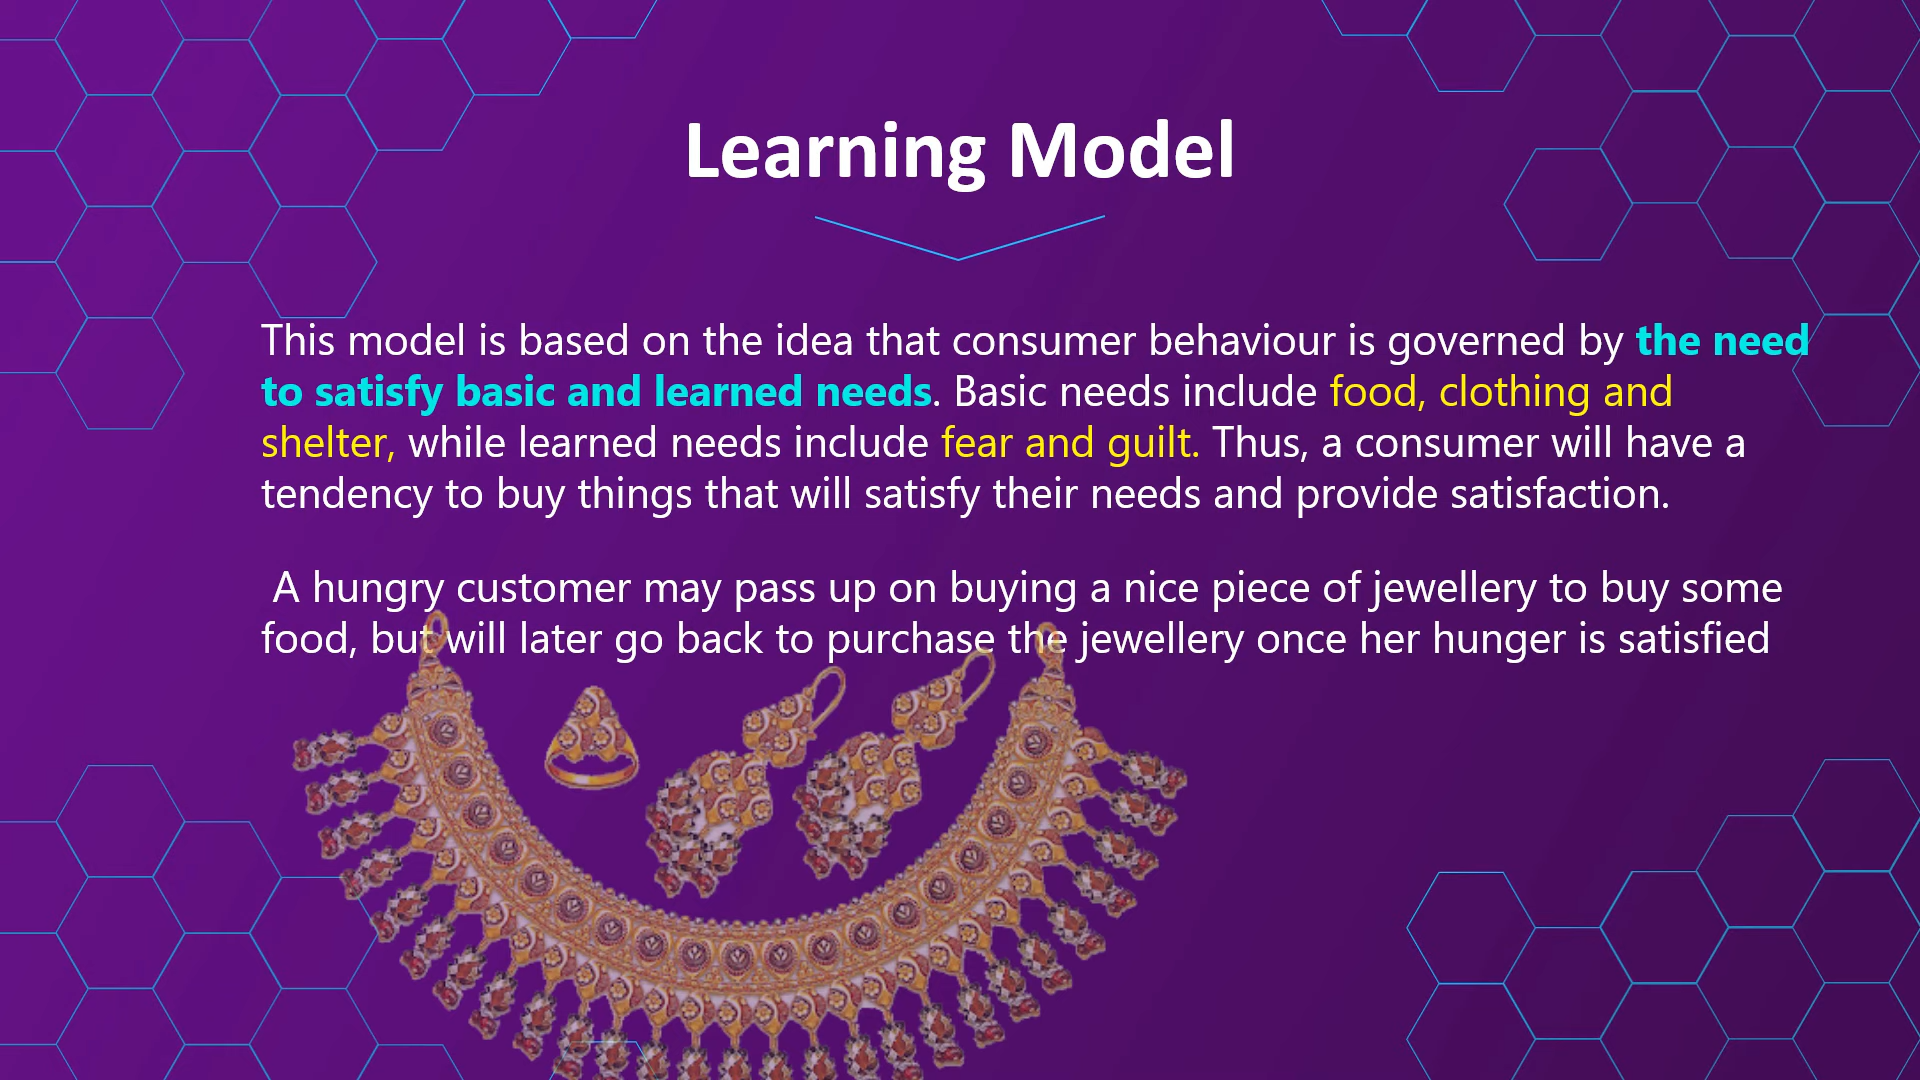 Learning Model
This model is based on the idea that consumer behaviour is governed by the need
to satisfy basic and learned needs. Basic needs include food, clothing and
shelter, while learned needs include fear and guilt. Thus, a consumer will have a
tendency to buy things that will satisfy their needs and provide satisfaction.
A hungry customer may pass up on buying a nice piece of jewellery to buy some
food, but will later go back to purchase the jewellery once her hunger is satisfied